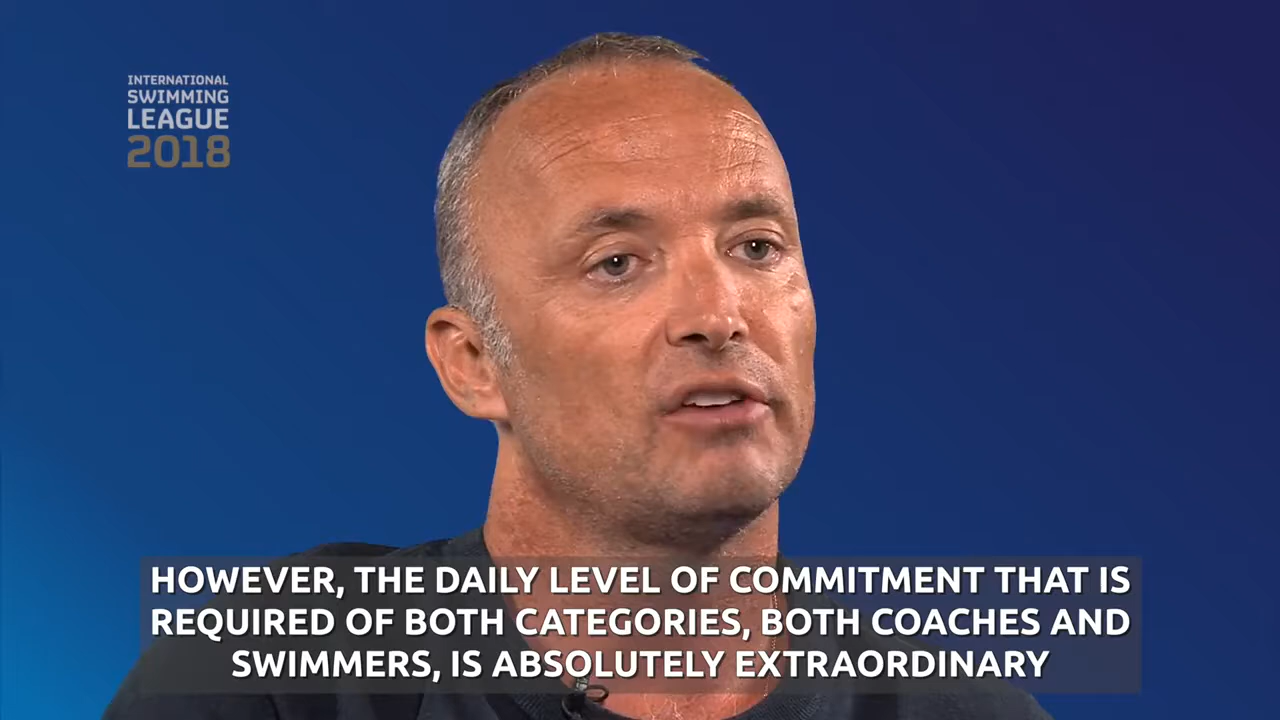 INTERNATIONAL
SWIMMING
LEAGUE
2018
HOWEVER, THE DAILY LEVEL OF COMMITMENT THAT IS
REQUIRED OF BOTH CATEGORIES, BOTH COACHES AND
SWIMMERS, IS ABSOLUTELY EXTRAORDINARY